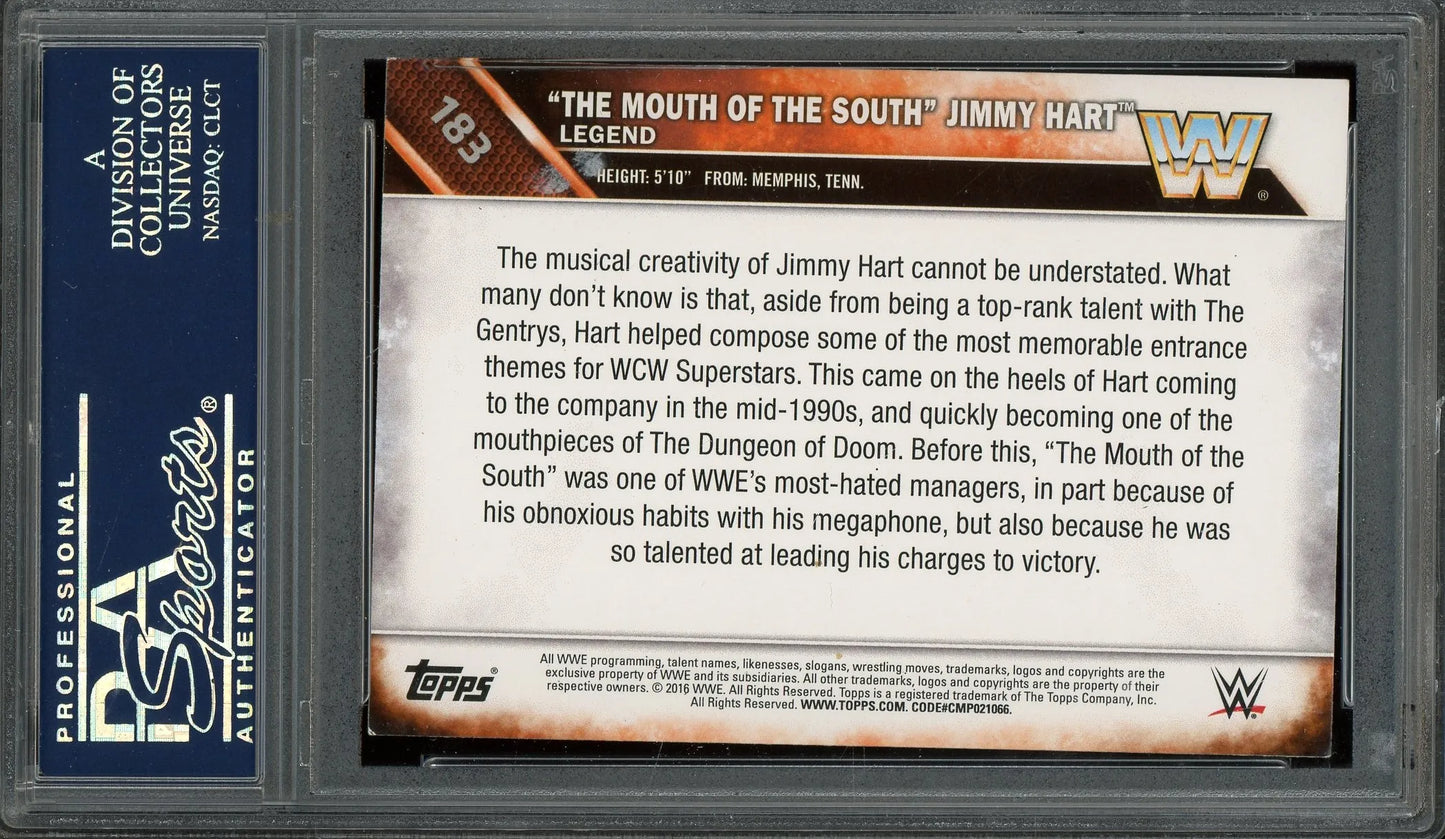 A
DIVISION OF
COLLECTORS
UNIVERSE
NASDAQ: CLCT
PROFESSIONAL
PSA
Sports®
AUTHENTICATOR
183
“THE MOUTH OF THE SOUTH” JIMMY HART™
LEGEND
HEIGHT: 5'10” FROM: MEMPHIS, TENN.
W
®
The musical creativity of Jimmy Hart cannot be understated. What
many don’t know is that, aside from being a top-rank talent with The
Gentrys, Hart helped compose some of the most memorable entrance
themes for WCW Superstars. This came on the heels of Hart coming
to the company in the mid-1990s, and quickly becoming one of the
mouthpieces of The Dungeon of Doom. Before this, “The Mouth of the
South” was one of WWE’s most-hated managers, in part because of
his obnoxious habits with his megaphone, but also because he was
so talented at leading his charges to victory.
Topps®
All WWE programming, talent names, likenesses, slogans, wrestling moves, trademarks, logos and copyrights are the
exclusive property of WWE and its subsidiaries. All other trademarks, logos and copyrights are the property of their
respective owners. © 2016 WWE. All Rights Reserved. Topps is a registered trademark of The Topps Company, Inc.
All Rights Reserved. WWW.TOPPS.COM. CODE#CMP021066.
W®